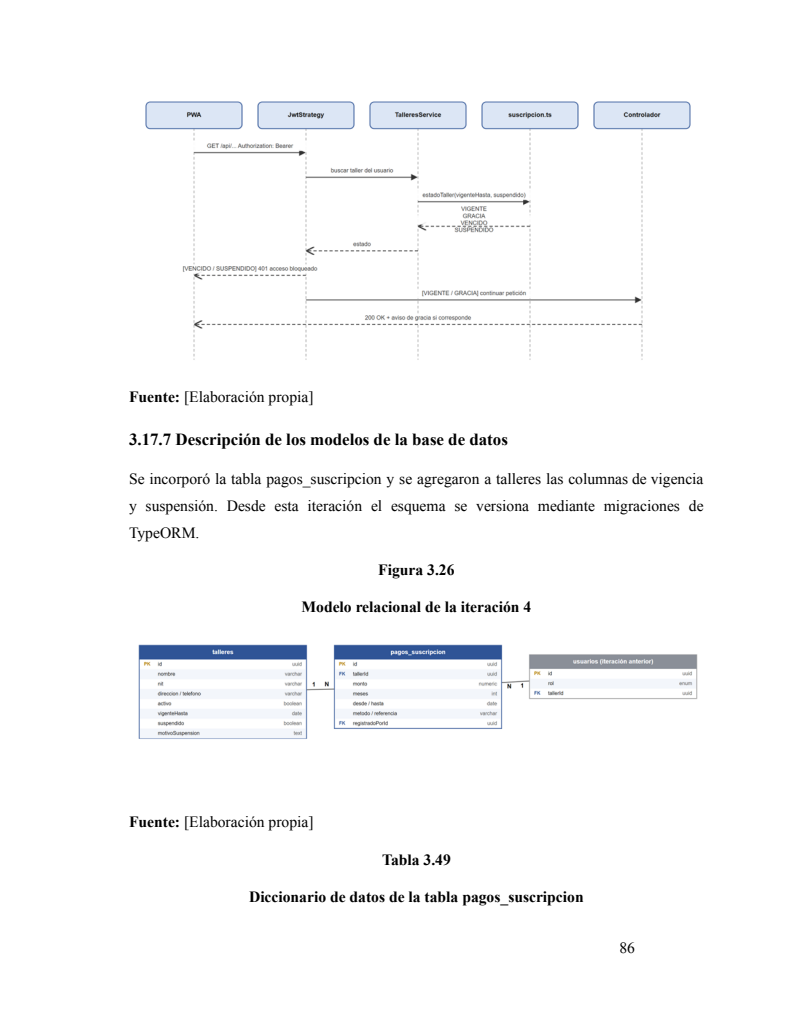 PWA
JwtStrategy
TalleresService
suscripcion.ts
Controlador
GET /api/... Authorization: Bearer
buscar taller del usuario
estadoTaller(vigenteHasta, suspendido)
VIGENTE
GRACIA
VENCIDO
SUSPENDIDO
estado
[VENCIDO / SUSPENDIDO] 401 acceso bloqueado
[VIGENTE / GRACIA] continuar petición
200 OK + aviso de gracia si corresponde
Fuente: [Elaboración propia]
3.17.7 Descripción de los modelos de la base de datos
Se incorporó la tabla pagos_suscripcion y se agregaron a talleres las columnas de vigencia
y suspensión. Desde esta iteración el esquema se versiona mediante migraciones de
TypeORM.
Figura 3.26
Modelo relacional de la iteración 4
talleres
PK id uuid
nombre varchar
nit varchar
direccion / telefono varchar
activo boolean
vigenteHasta date
suspendido boolean
motivoSuspension text
1 N
pagos_suscripcion
PK id uuid
FK tallerId uuid
monto numeric
meses int
desde / hasta date
metodo / referencia varchar
FK registradoPorId uuid
N 1
usuarios (iteración anterior)
PK id uuid
rol enum
FK tallerId uuid
Fuente: [Elaboración propia]
Tabla 3.49
Diccionario de datos de la tabla pagos_suscripcion
86